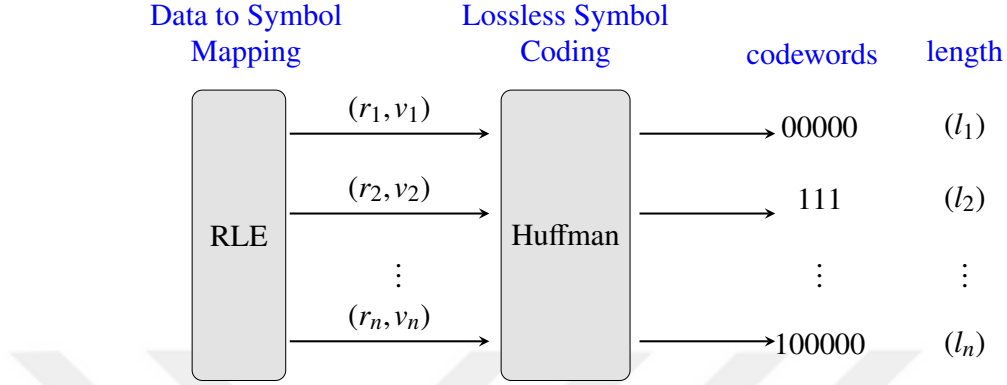 Data to Symbol
Mapping
Lossless Symbol
Coding
codewords
length
(r₁, v₁)
00000
(l₁)
(r₂, v₂)
111
(l₂)
RLE
Huffman
⋮
⋮
⋮
(rₙ, vₙ)
100000
(lₙ)